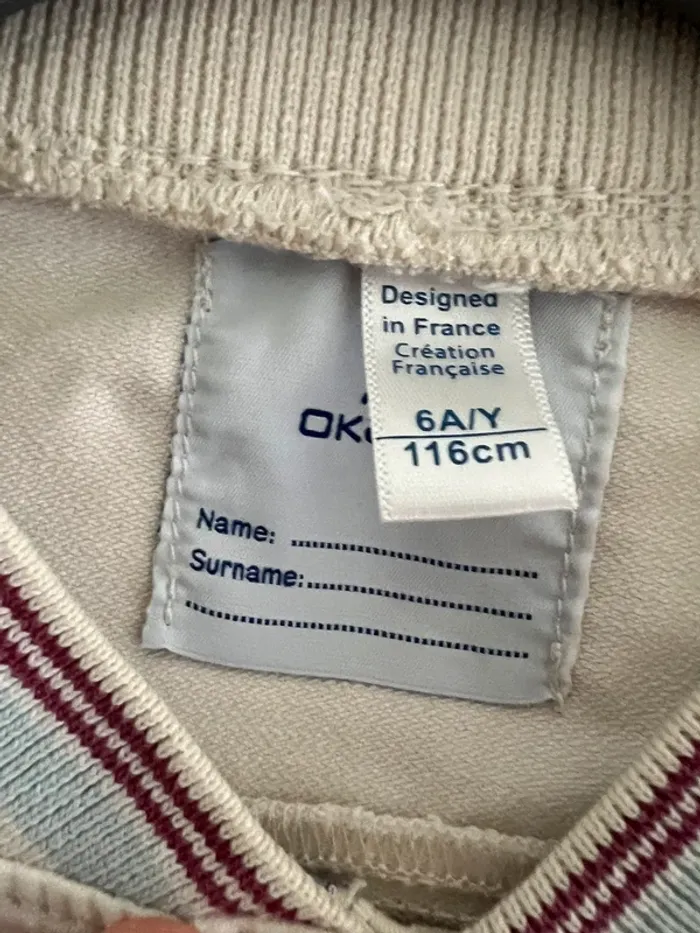 Designed
in France
Création
Française
6A/Y
116cm
Name:
Surname: